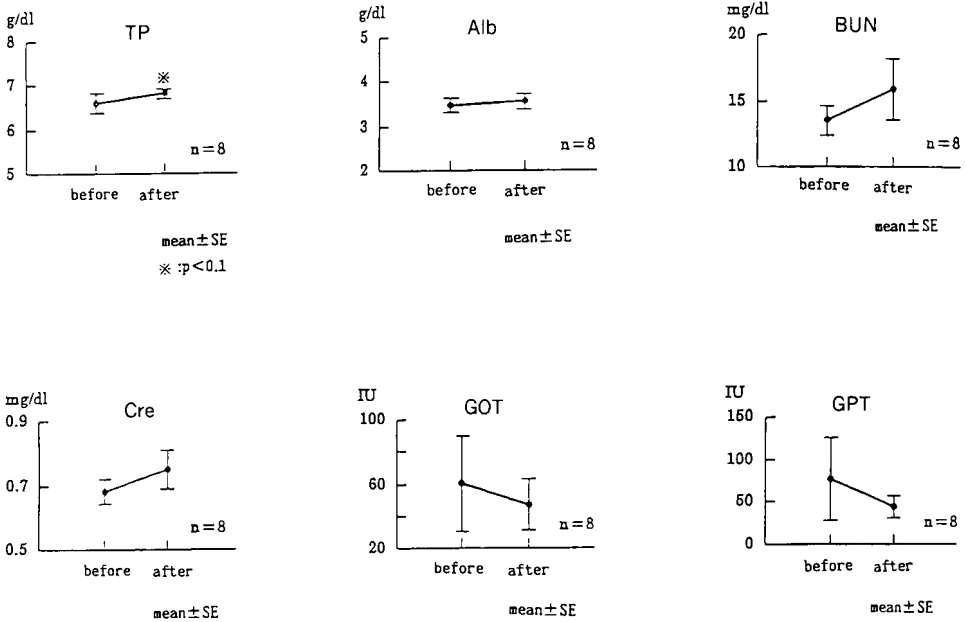 g/dl
TP
8
7
6
5
※
n=8
before after
mean±SE
※ :p<0.1
g/dl
Alb
5
4
3
2
n=8
before after
mean±SE
mg/dl
BUN
20
15
10
n=8
before after
mean±SE
mg/dl
Cre
0.9
0.7
0.5
n=8
before after
mean±SE
IU
GOT
100
60
20
n=8
before after
mean±SE
IU
GPT
150
100
50
0
n=8
before after
mean±SE